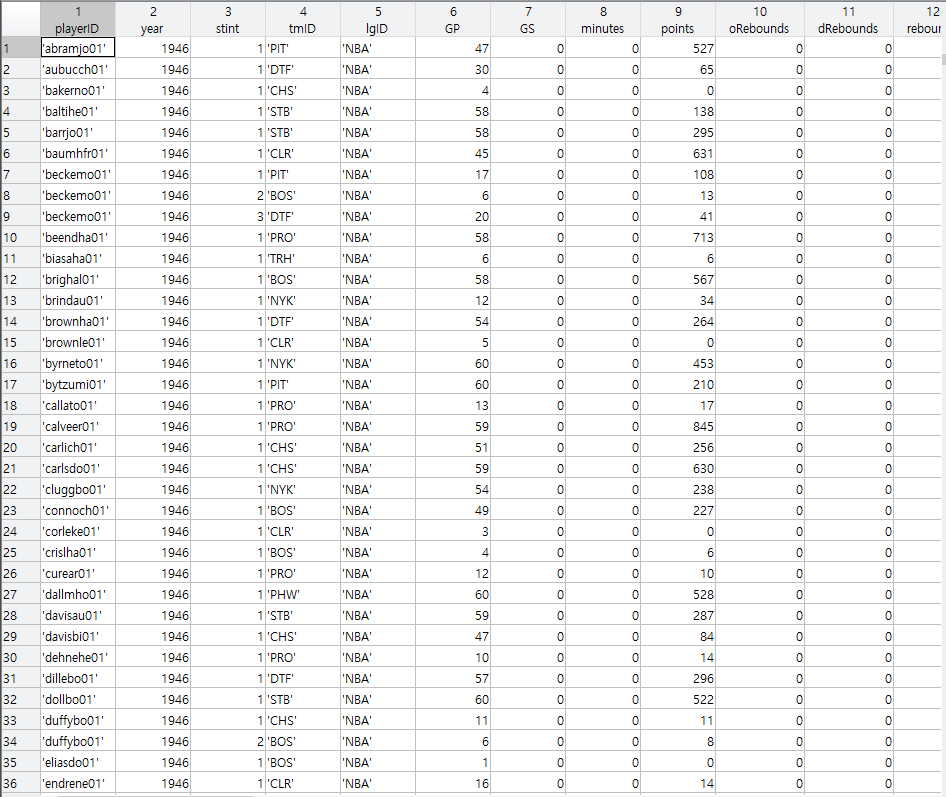 1 2 3 4 5 6 7 8 9 10 11 12
playerID year stint tmID lgID GP GS minutes points oRebounds dRebounds rebour
1 'abramjo01' 1946 1 'PIT' 'NBA' 47 0 0 527 0 0
2 'aubucch01' 1946 1 'DTF' 'NBA' 30 0 0 65 0 0
3 'bakerno01' 1946 1 'CHS' 'NBA' 4 0 0 0 0 0
4 'baltihe01' 1946 1 'STB' 'NBA' 58 0 0 138 0 0
5 'barrjo01' 1946 1 'STB' 'NBA' 58 0 0 295 0 0
6 'baumhfr01' 1946 1 'CLR' 'NBA' 45 0 0 631 0 0
7 'beckemo01' 1946 1 'PIT' 'NBA' 17 0 0 108 0 0
8 'beckemo01' 1946 2 'BOS' 'NBA' 6 0 0 13 0 0
9 'beckemo01' 1946 3 'DTF' 'NBA' 20 0 0 41 0 0
10 'beendha01' 1946 1 'PRO' 'NBA' 58 0 0 713 0 0
11 'biasaha01' 1946 1 'TRH' 'NBA' 6 0 0 6 0 0
12 'brighal01' 1946 1 'BOS' 'NBA' 58 0 0 567 0 0
13 'brindau01' 1946 1 'NYK' 'NBA' 12 0 0 34 0 0
14 'brownha01' 1946 1 'DTF' 'NBA' 54 0 0 264 0 0
15 'brownle01' 1946 1 'CLR' 'NBA' 5 0 0 0 0 0
16 'byrneto01' 1946 1 'NYK' 'NBA' 60 0 0 453 0 0
17 'bytzumi01' 1946 1 'PIT' 'NBA' 60 0 0 210 0 0
18 'callato01' 1946 1 'PRO' 'NBA' 13 0 0 17 0 0
19 'calveer01' 1946 1 'PRO' 'NBA' 59 0 0 845 0 0
20 'carlich01' 1946 1 'CHS' 'NBA' 51 0 0 256 0 0
21 'carlsdo01' 1946 1 'CHS' 'NBA' 59 0 0 630 0 0
22 'cluggbo01' 1946 1 'NYK' 'NBA' 54 0 0 238 0 0
23 'connoch01' 1946 1 'BOS' 'NBA' 49 0 0 227 0 0
24 'corleke01' 1946 1 'CLR' 'NBA' 3 0 0 0 0 0
25 'crislha01' 1946 1 'BOS' 'NBA' 4 0 0 6 0 0
26 'curear01' 1946 1 'PRO' 'NBA' 12 0 0 10 0 0
27 'dallmho01' 1946 1 'PHW' 'NBA' 60 0 0 528 0 0
28 'davisau01' 1946 1 'STB' 'NBA' 59 0 0 287 0 0
29 'davisbi01' 1946 1 'CHS' 'NBA' 47 0 0 84 0 0
30 'dehnehe01' 1946 1 'PRO' 'NBA' 10 0 0 14 0 0
31 'dillebo01' 1946 1 'DTF' 'NBA' 57 0 0 296 0 0
32 'dollbo01' 1946 1 'STB' 'NBA' 60 0 0 522 0 0
33 'duffybo01' 1946 1 'CHS' 'NBA' 11 0 0 11 0 0
34 'duffybo01' 1946 2 'BOS' 'NBA' 6 0 0 8 0 0
35 'eliasdo01' 1946 1 'BOS' 'NBA' 1 0 0 0 0 0
36 'endrene01' 1946 1 'CLR' 'NBA' 16 0 0 14 0 0